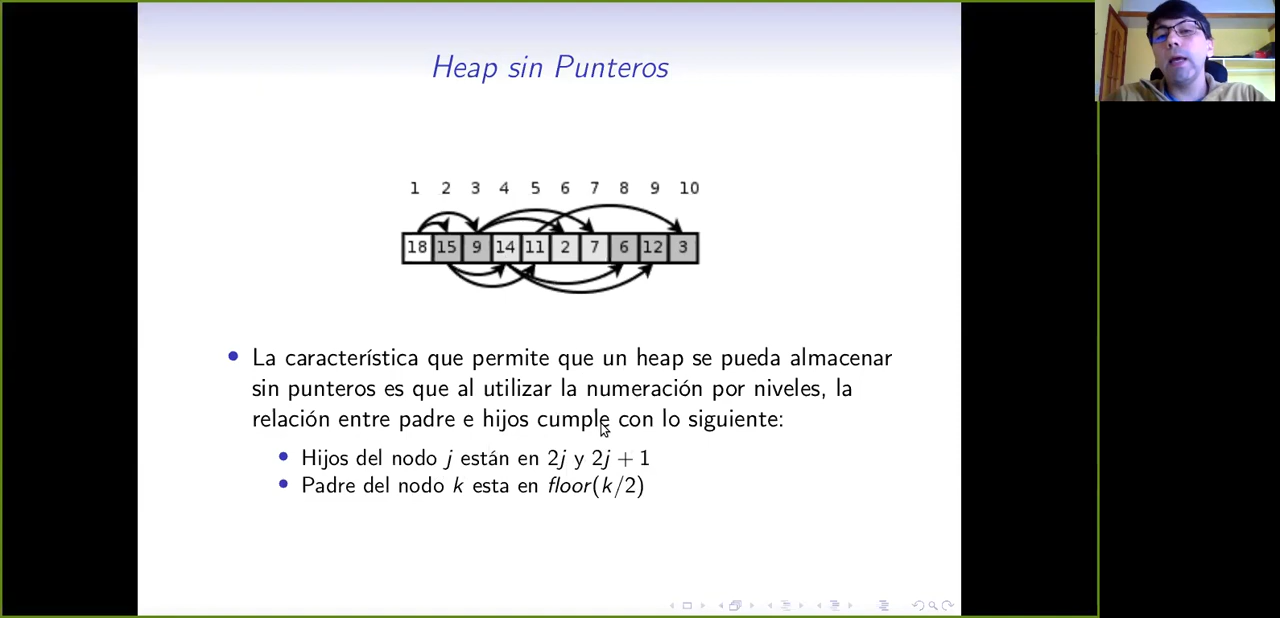 Heap sin Punteros
1 2 3 4 5 6 7 8 9 10
18 15 9 14 11 2 7 6 12 3
• La característica que permite que un heap se pueda almacenar
sin punteros es que al utilizar la numeración por niveles, la
relación entre padre e hijos cumple con lo siguiente:
• Hijos del nodo j están en 2j y 2j + 1
• Padre del nodo k esta en floor(k/2)